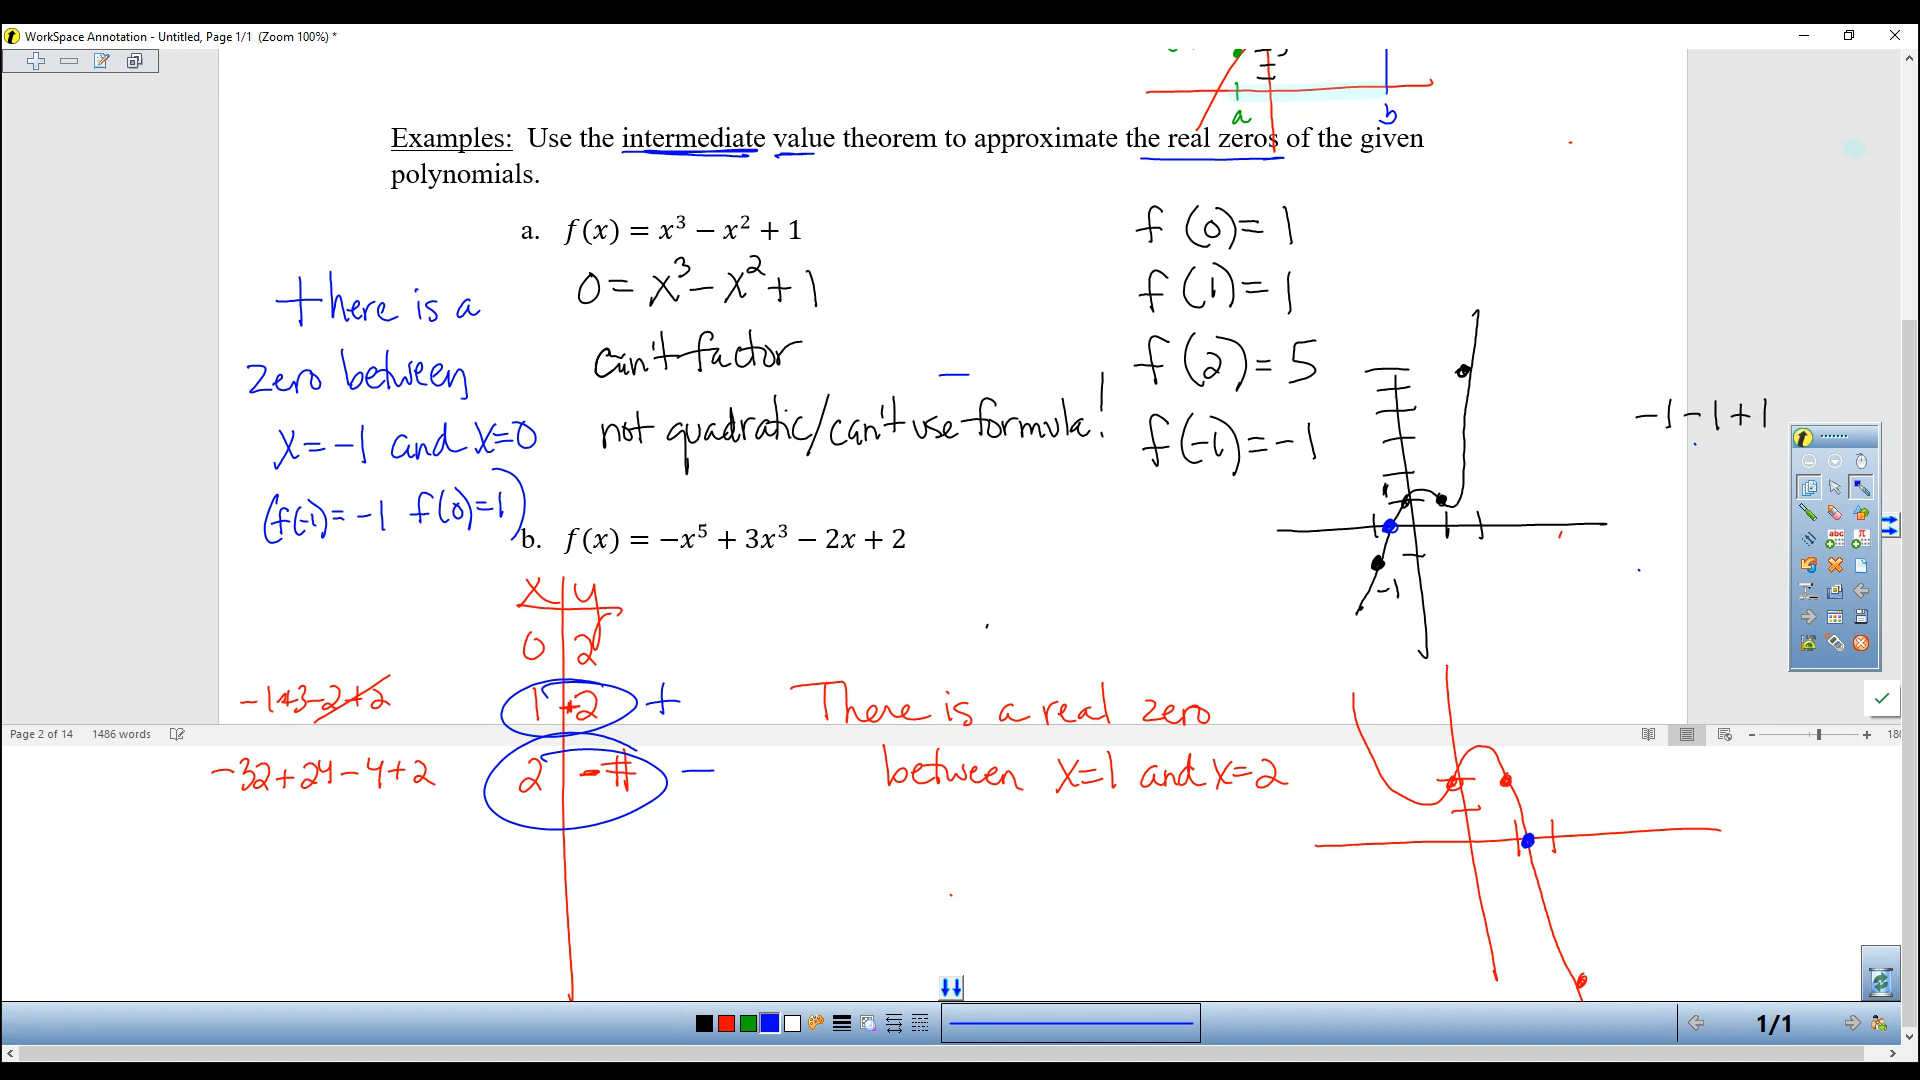 WorkSpace Annotation - Untitled, Page 1/1 (Zoom 100%) *
a
b
Examples: Use the intermediate value theorem to approximate the real zeros of the given
polynomials.
a. f(x) = x³ − x² + 1
0 = x³ − x² + 1
can't factor
not quadratic/can't use formula!
There is a
zero between
x = -1 and x=0
(f(-1) = -1 f(0)=1)
f(0) = 1
f(1) = 1
f(2) = 5
f(-1) = -1
-1 - 1 + 1
1
-1
b. f(x) = −x⁵ + 3x³ − 2x + 2
x y
0 2
-1+3-2+2
1 +2 +
-32+24-4+2
2 -# −
There is a real zero
between x=1 and x=2
Page 2 of 14 1486 words
180
abc
π
1/1